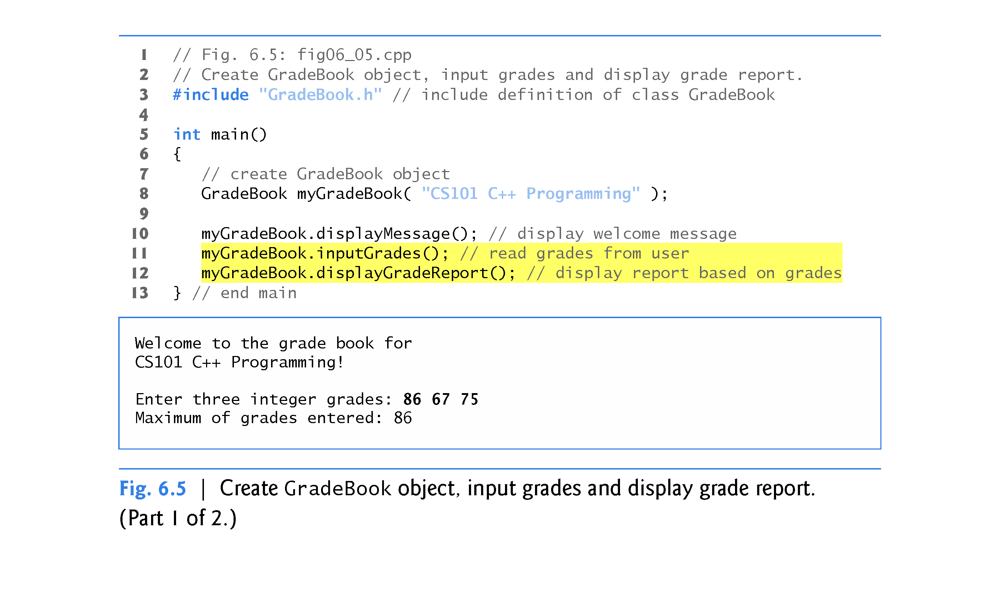 1 // Fig. 6.5: fig06_05.cpp
2 // Create GradeBook object, input grades and display grade report.
3 #include "GradeBook.h" // include definition of class GradeBook
4
5 int main()
6 {
7    // create GradeBook object
8    GradeBook myGradeBook( "CS101 C++ Programming" );
9
10    myGradeBook.displayMessage(); // display welcome message
11    myGradeBook.inputGrades(); // read grades from user
12    myGradeBook.displayGradeReport(); // display report based on grades
13 } // end main
Welcome to the grade book for
CS101 C++ Programming!
Enter three integer grades: 86 67 75
Maximum of grades entered: 86
Fig. 6.5 | Create GradeBook object, input grades and display grade report.
(Part 1 of 2.)